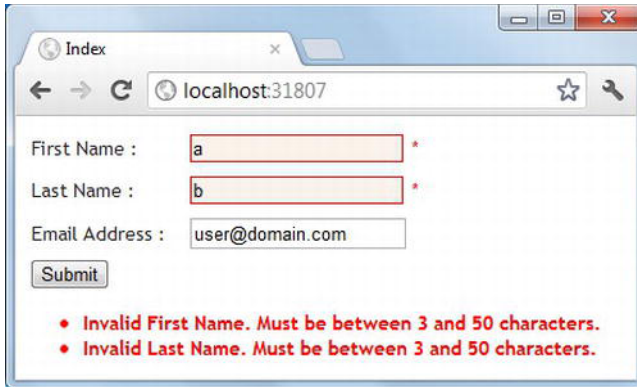 Index
localhost:31807
First Name : a *
Last Name : b *
Email Address : user@domain.com
Submit
• Invalid First Name. Must be between 3 and 50 characters.
• Invalid Last Name. Must be between 3 and 50 characters.